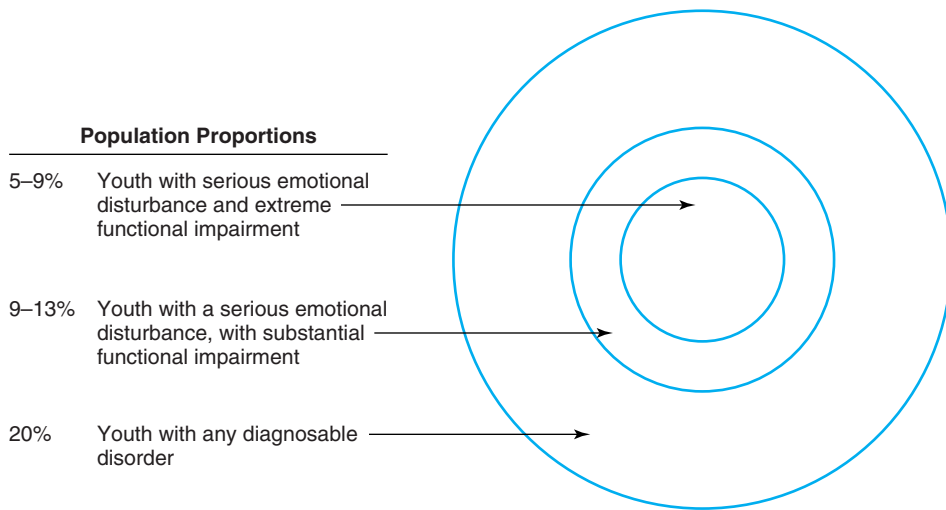 Population Proportions
5–9% Youth with serious emotional
disturbance and extreme
functional impairment
9–13% Youth with a serious emotional
disturbance, with substantial
functional impairment
20% Youth with any diagnosable
disorder